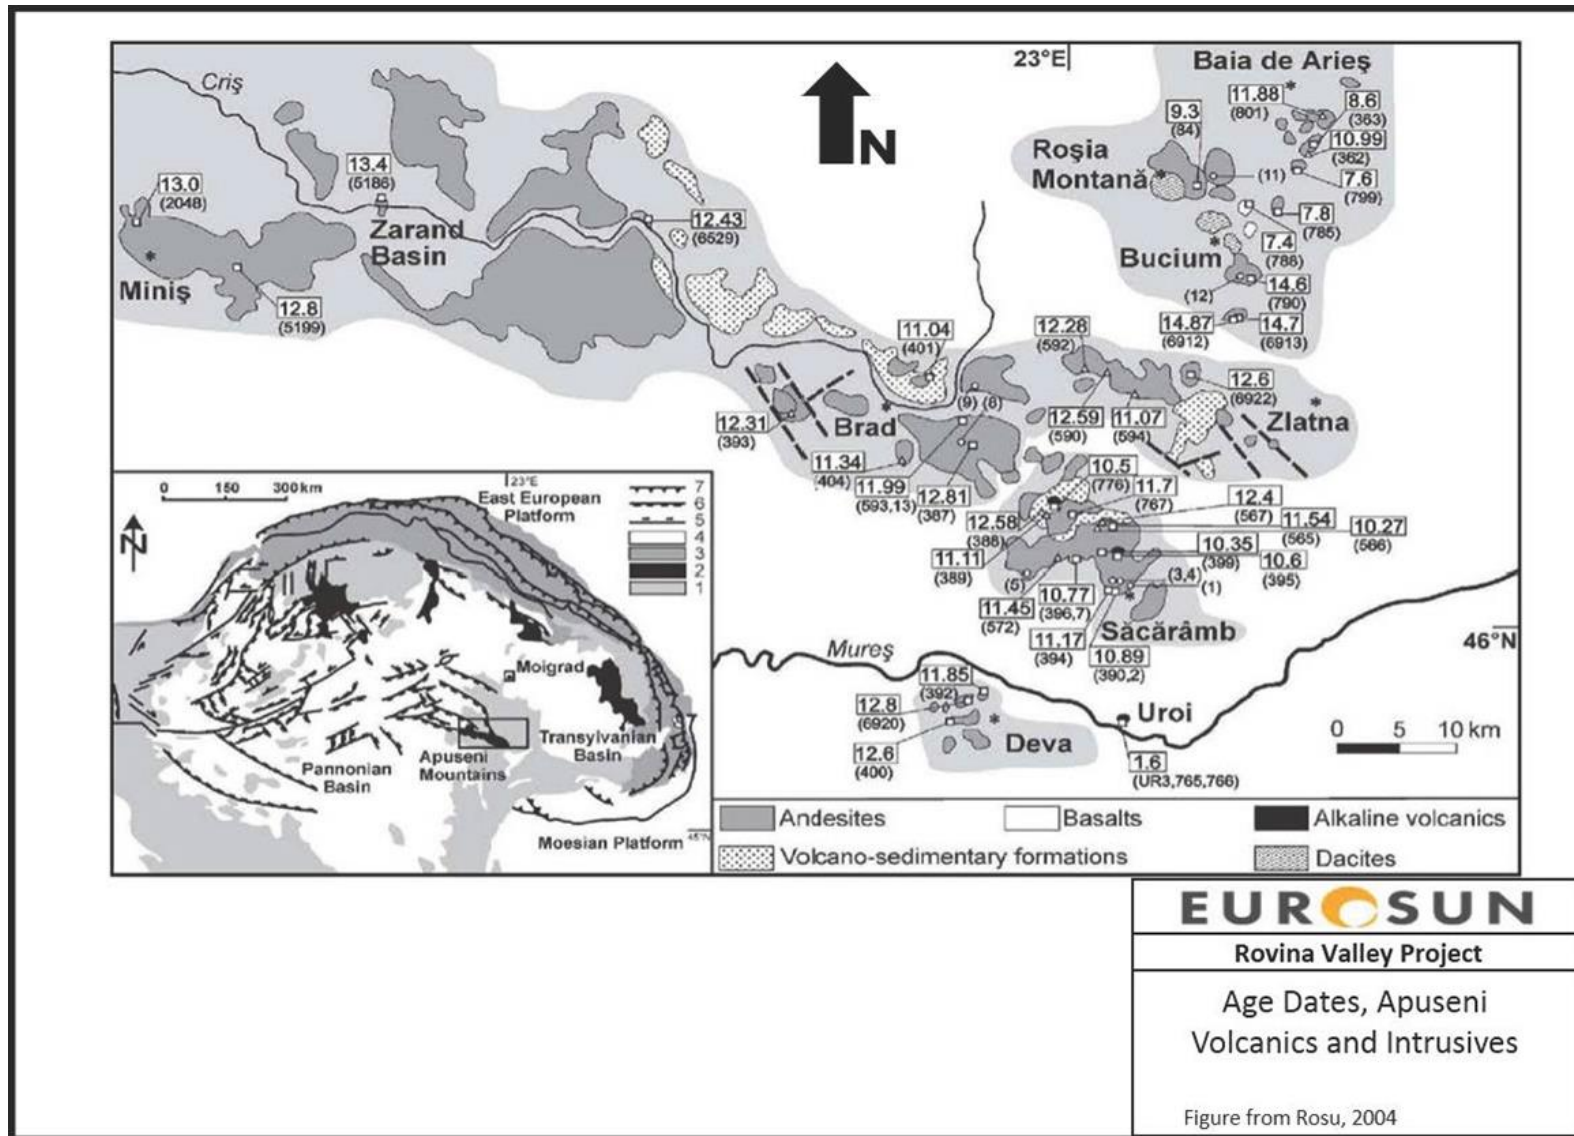 Criş
23°E
Baia de Arieş
11.88
(801)
8.6
(363)
9.3
(84)
10.99
(362)
Roşia
Montană
(11)
7.6
(799)
7.8
(785)
7.4
(788)
Bucium
(12)
14.6
(790)
14.87
(6912)
14.7
(6913)
N
13.4
(5186)
13.0
(2048)
Zarand
Basin
12.43
(6529)
Miniş
12.8
(5199)
11.04
(401)
12.28
(592)
12.6
(6922)
(9) (8)
12.31
(393)
Brad
12.59
(590)
11.07
(594)
Zlatna
11.34
(404)
11.99
(593,13)
12.81
(387)
10.5
(776)
11.7
(767)
12.4
(567)
11.54
(565)
10.27
(566)
12.58
(388)
11.11
(389)
10.35
(399)
10.6
(395)
(5)
(3,4)
(1)
11.45
(572)
10.77
(396,7)
11.17
(394)
10.89
(390,2)
Săcărâmb
46°N
Mureş
11.85
(392)
12.8
(6920)
12.6
(400)
Deva
Uroi
1.6
(UR3,765,766)
0 5 10 km
0 150 300 km
23°E
East European
Platform
N
7
6
5
4
3
2
1
Moigrad
Transylvanian
Basin
Apuseni
Mountains
Pannonian
Basin
Moesian Platform
45°N
Andesites
Basalts
Alkaline volcanics
Volcano-sedimentary formations
Dacites
EUROSUN
Rovina Valley Project
Age Dates, Apuseni
Volcanics and Intrusives
Figure from Rosu, 2004